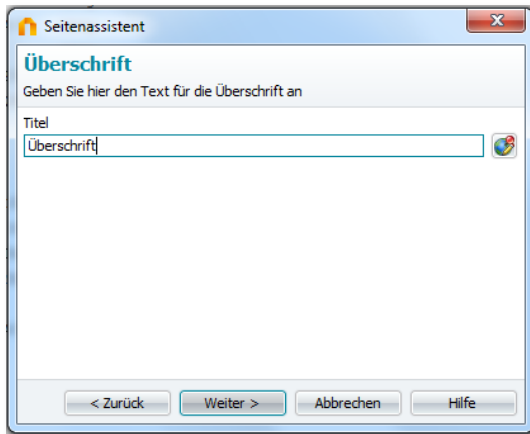 Seitenassistent
Überschrift
Geben Sie hier den Text für die Überschrift an
Titel
Überschrift
< Zurück Weiter > Abbrechen Hilfe